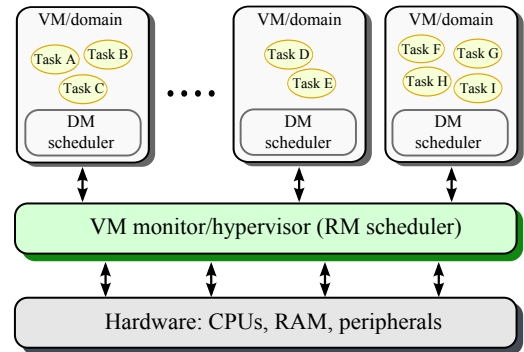 VM/domain
Task A
Task B
Task C
DM
scheduler
....
VM/domain
Task D
Task E
DM
scheduler
VM/domain
Task F
Task G
Task H
Task I
DM
scheduler
VM monitor/hypervisor (RM scheduler)
Hardware: CPUs, RAM, peripherals